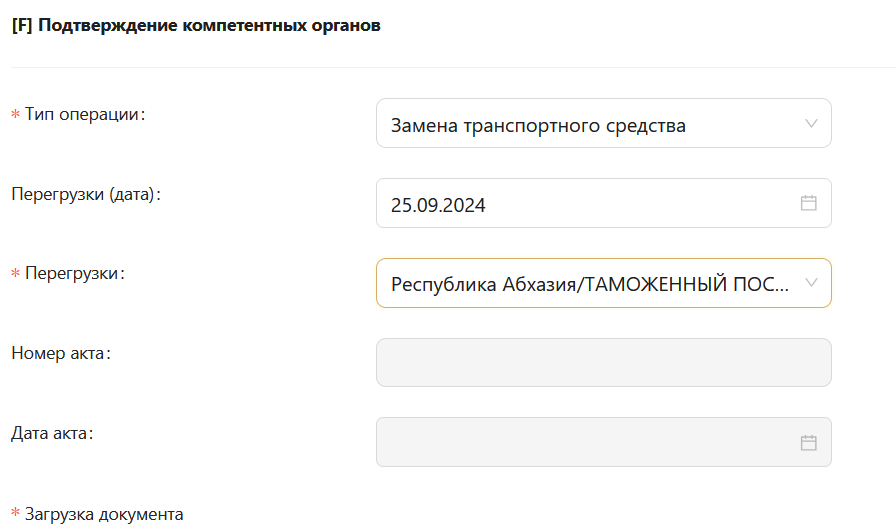 [F] Подтверждение компетентных органов
* Тип операции:
Замена транспортного средства
Перегрузки (дата):
25.09.2024
* Перегрузки:
Республика Абхазия/ТАМОЖЕННЫЙ ПОС...
Номер акта:
Дата акта:
* Загрузка документа